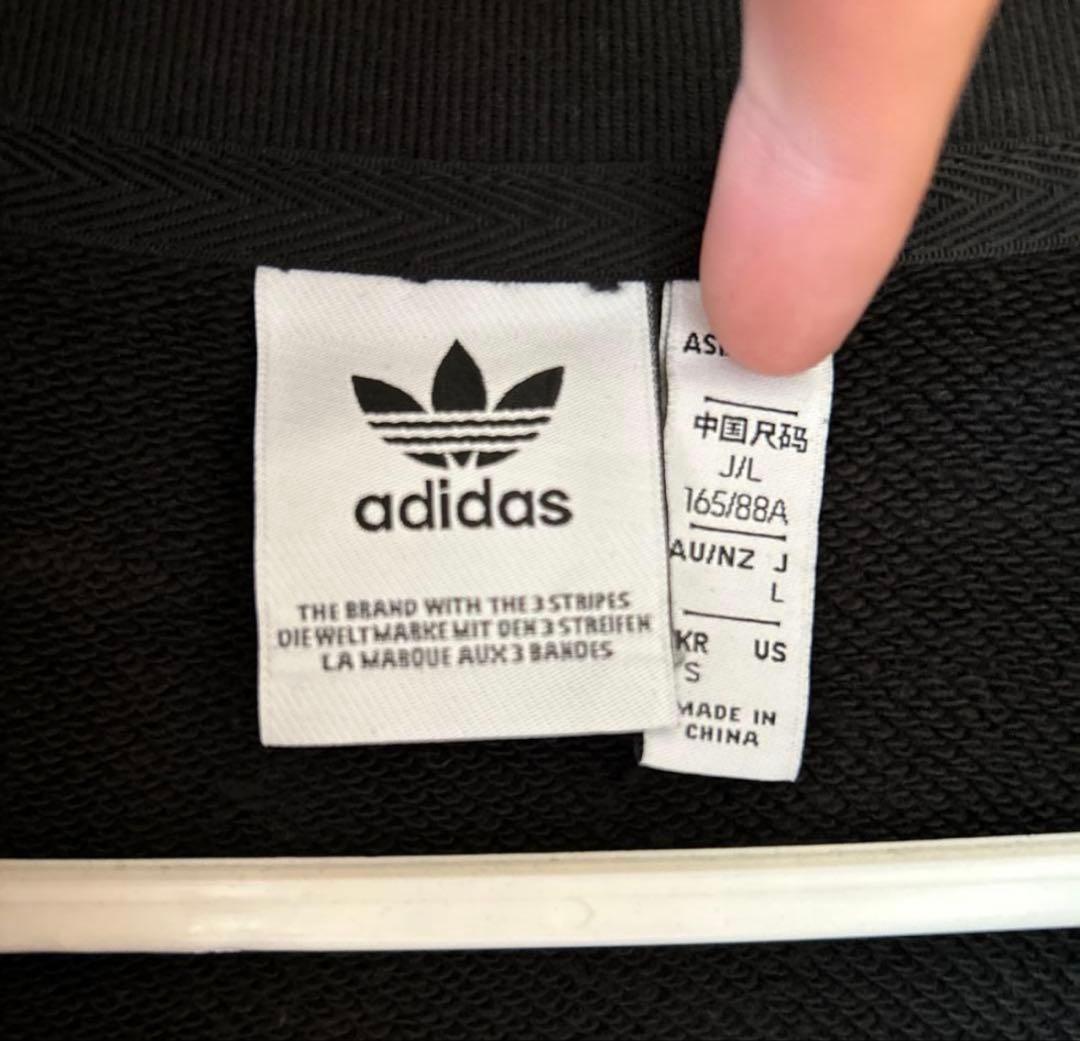 adidas
THE BRAND WITH THE 3 STRIPES
DIE WELTMARKE MIT DEN 3 STREIFEN
LA MARQUE AUX 3 BANDES
中国尺码
J/L
165/88A
AU/NZ J
L
KR US
S
MADE IN
CHINA